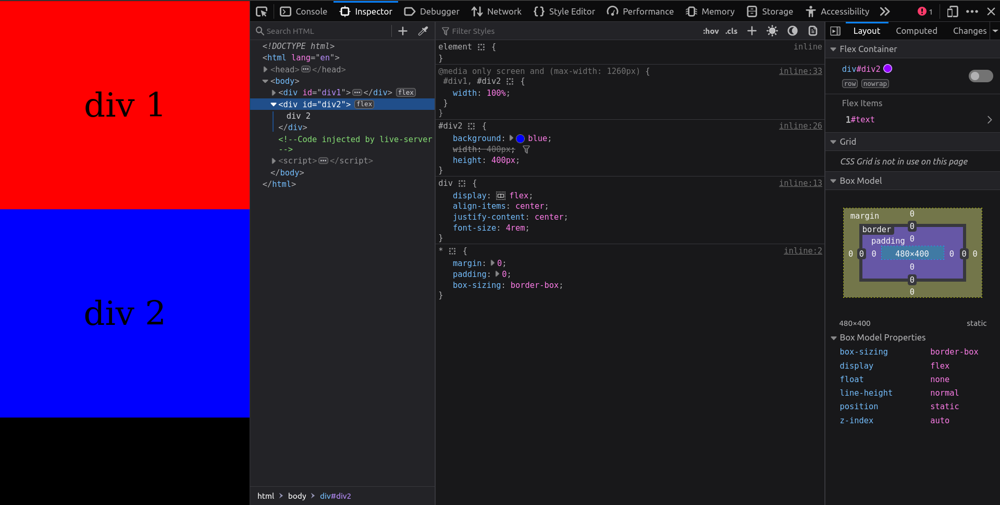 div 1
div 2
Console
Inspector
Debugger
Network
Style Editor
Performance
Memory
Storage
Accessibility
1
Search HTML
<!DOCTYPE html>
<html lang="en">
<head> ··· </head>
<body>
<div id="div1"> ··· </div> flex
<div id="div2"> flex
div 2
</div>
<!--Code injected by live-server
-->
<script> ··· </script>
</body>
</html>
html > body > div#div2
Filter Styles
:hov .cls
element { inline
}
@media only screen and (max-width: 1260px) { inline:33
#div1, #div2 {
width: 100%;
}
}
#div2 { inline:26
background: blue;
width: 400px;
height: 400px;
}
div { inline:13
display: flex;
align-items: center;
justify-content: center;
font-size: 4rem;
}
* { inline:2
margin: 0;
padding: 0;
box-sizing: border-box;
}
Layout Computed Changes
Flex Container
div#div2
row nowrap
Flex Items
1#text
Grid
CSS Grid is not in use on this page
Box Model
margin 0
border 0
padding 0
0 0 0 480×400 0 0 0
0
0
0
480×400 static
Box Model Properties
box-sizing border-box
display flex
float none
line-height normal
position static
z-index auto